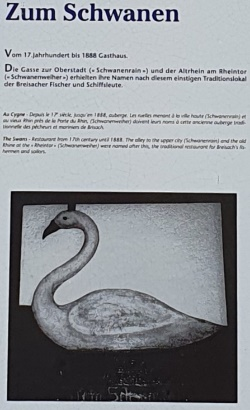 Zum Schwanen
Vom 17.Jahrhundert bis 1888 Gasthaus.
Die Gasse zur Oberstadt (« Schwanenrain ») und der Altrhein am Rheintor
(« Schwanenweiher ») erhielten ihre Namen nach diesem einstigen Traditionslokal
der Breisacher Fischer und Schiffsleute.
Au Cygne - Depuis le 17e siècle, jusqu'en 1888, auberge. Les ruelles menant à la ville haute (Schwanenrain) et
au vieux Rhin près de la Porte du Rhin, (Schwanenweiher) doivent leurs noms à cette ancienne auberge tradi-
tionnelle des pêcheurs et mariniers de Breach.
The Swans - Restaurant from 17th century until 1888. The alley to the upper city (Schwanenrain) and the old
Rhine at the « Rheintor » (Schwanenweiher) were named after this, the traditional restaurant for Breisach's fis-
hermen and sailors.